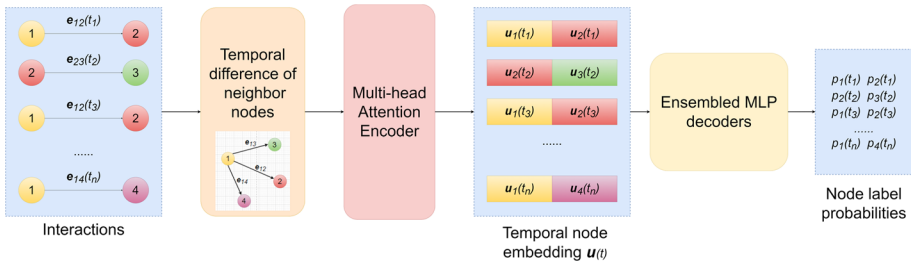 e12(t1)
1 2
e23(t2)
2 3
e12(t3)
1 2
......
e14(tn)
1 4
Interactions
Temporal
difference of
neighbor
nodes
e13
3
1
e12
e14
2
4
Multi-head
Attention
Encoder
u1(t1) u2(t1)
u2(t2) u3(t2)
u1(t3) u2(t3)
......
u1(tn) u4(tn)
Temporal node
embedding u(t)
Ensembled MLP
decoders
p1(t1) p2(t1)
p2(t2) p3(t2)
p1(t3) p2(t3)
......
p1(tn) p4(tn)
Node label
probabilities